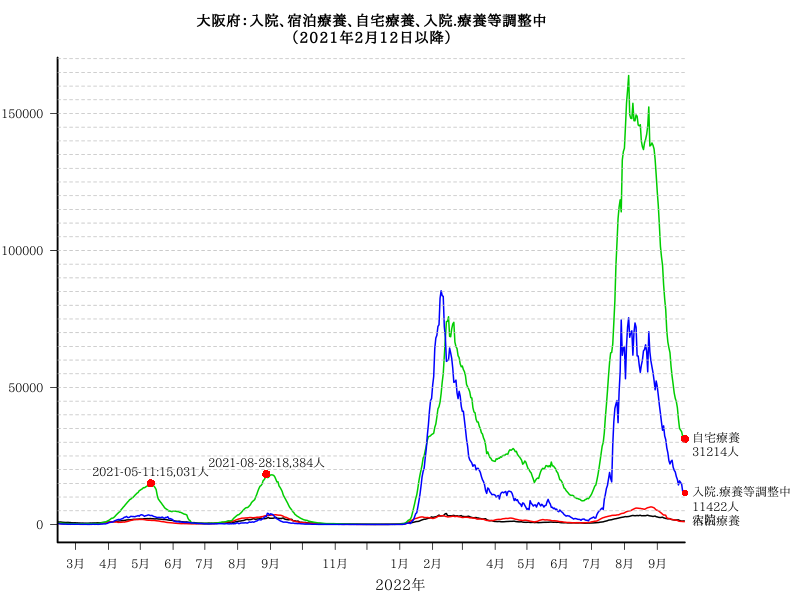 大阪府：入院、宿泊療養、自宅療養、入院.療養等調整中
（2021年2月12日以降）
150000
100000
50000
0
2021-05-11:15,031人
2021-08-28:18,384人
自宅療養
31214人
入院.療養等調整中
11422人
宿泊療養
3月 4月 5月 6月 7月 8月 9月 11月 1月 2月 4月 5月 6月 7月 8月 9月
2022年